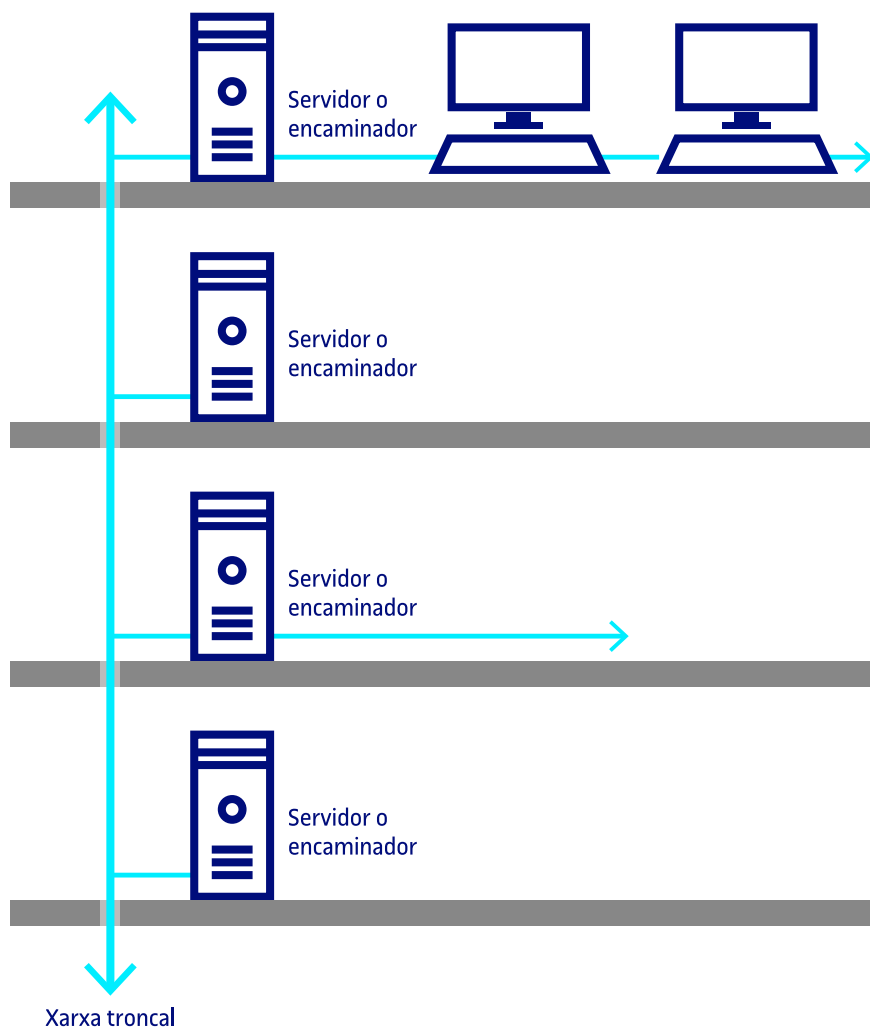 Servidor o
encaminador
Servidor o
encaminador
Servidor o
encaminador
Servidor o
encaminador
Xarxa troncal